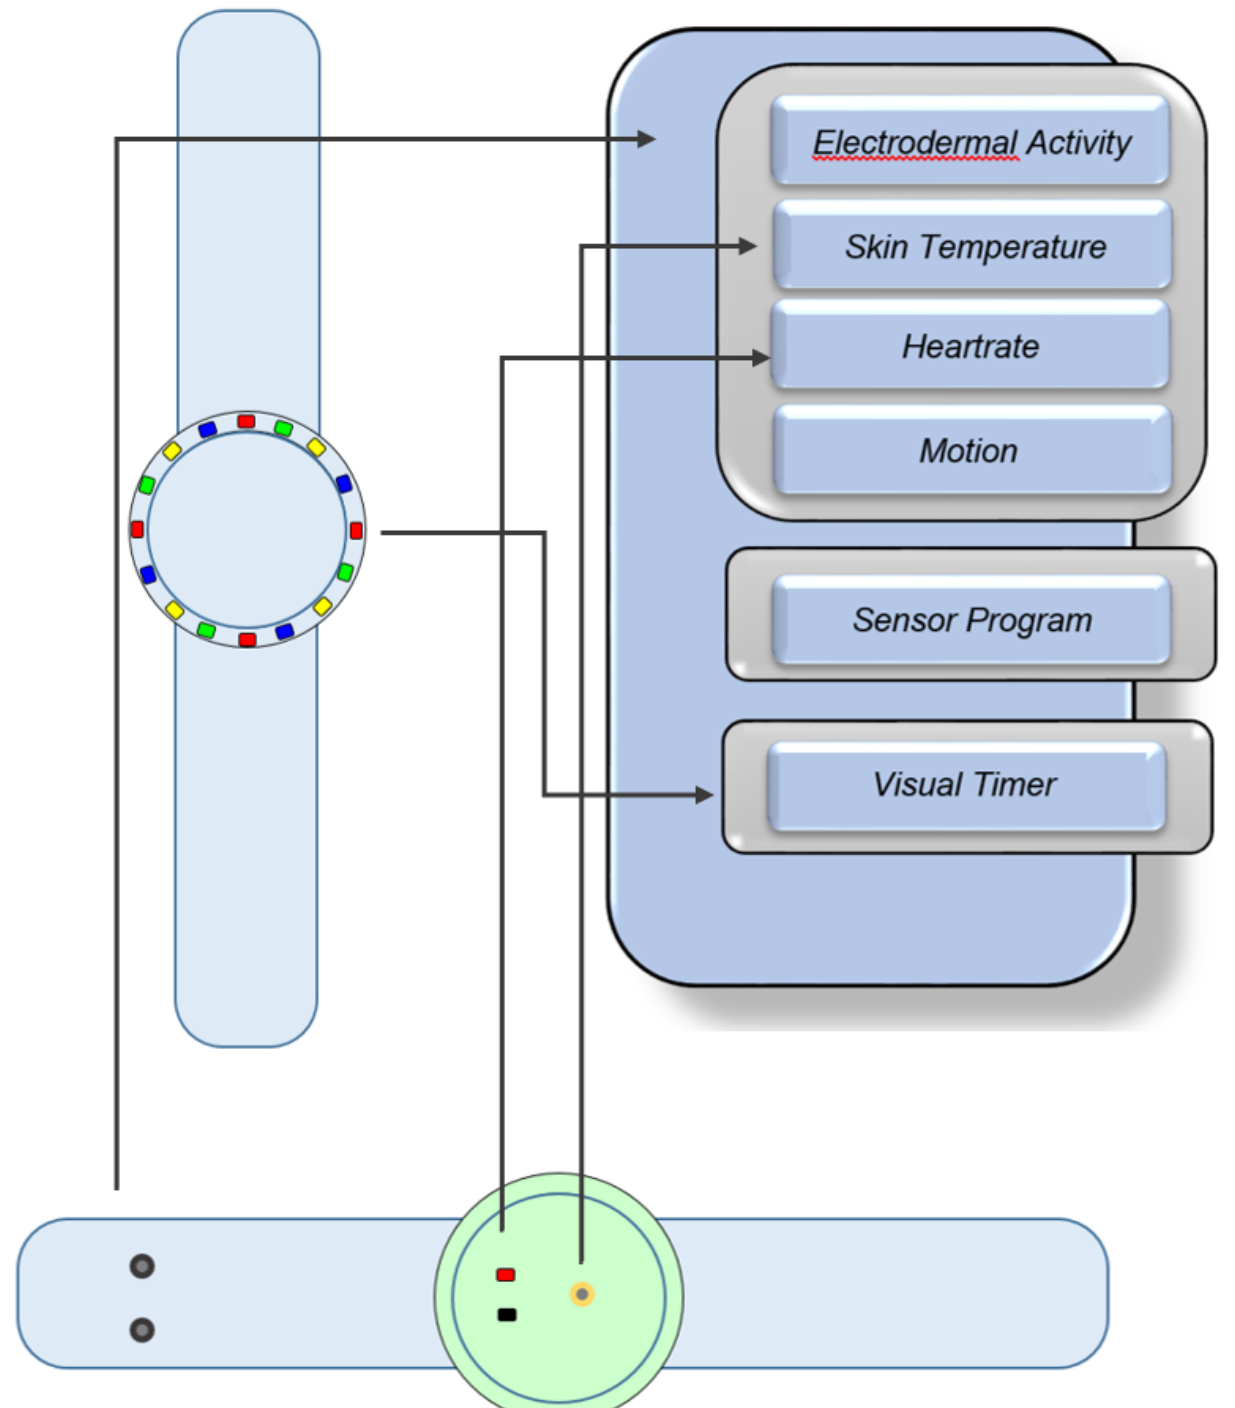 Electrodermal Activity
Skin Temperature
Heartrate
Motion
Sensor Program
Visual Timer